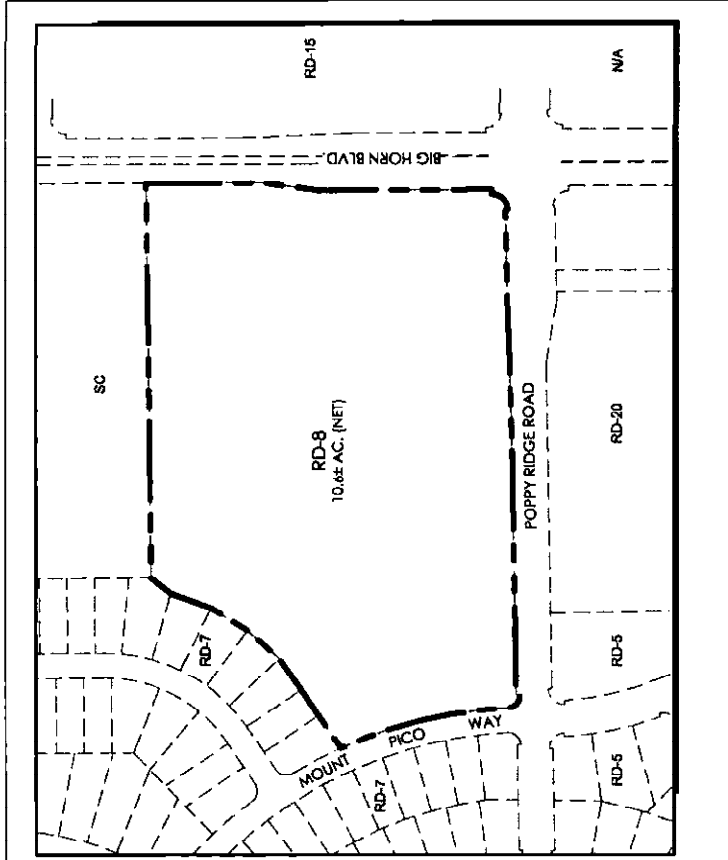 RD-15
N/A
BIG HORN BLVD.
SC
RD-8
10.6± AC. (NET)
POPPY RIDGE ROAD
RD-20
RD-7
RD-5
MOUNT PICO WAY
RD-7
RD-5